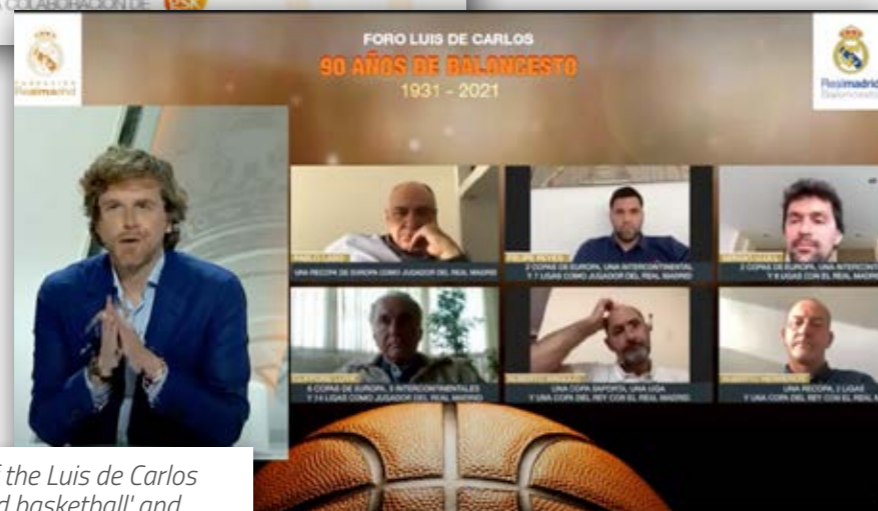 COLABORACIÓN DE
FORO LUIS DE CARLOS
90 AÑOS DE BALONCESTO
1931 - 2021
Realmadrid
Realmadrid
Baloncesto
PABLO LASO
UNA RECOPA DE EUROPA COMO JUGADOR DEL REAL MADRID
FELIPE REYES
2 COPAS DE EUROPA, UNA INTERCONTINENTAL
Y 7 LIGAS COMO JUGADOR DEL REAL MADRID
2 COPAS DE EUROPA, UNA INTERCONT
LIGAS CON EL REAL MADRID
6 COPAS DE EUROPA, 3 INTERCONTINENTALES
Y 14 LIGAS COMO JUGADOR DEL REAL MADRID
UNA COPA SAPORTA, UNA LIGA
Y UNA COPA DEL REY CON EL REAL MADRID
UNA RECOPA, 2 LIGAS
Y UNA COPA DEL REY CON EL REAL M
f the Luis de Carlos
d basketball' and